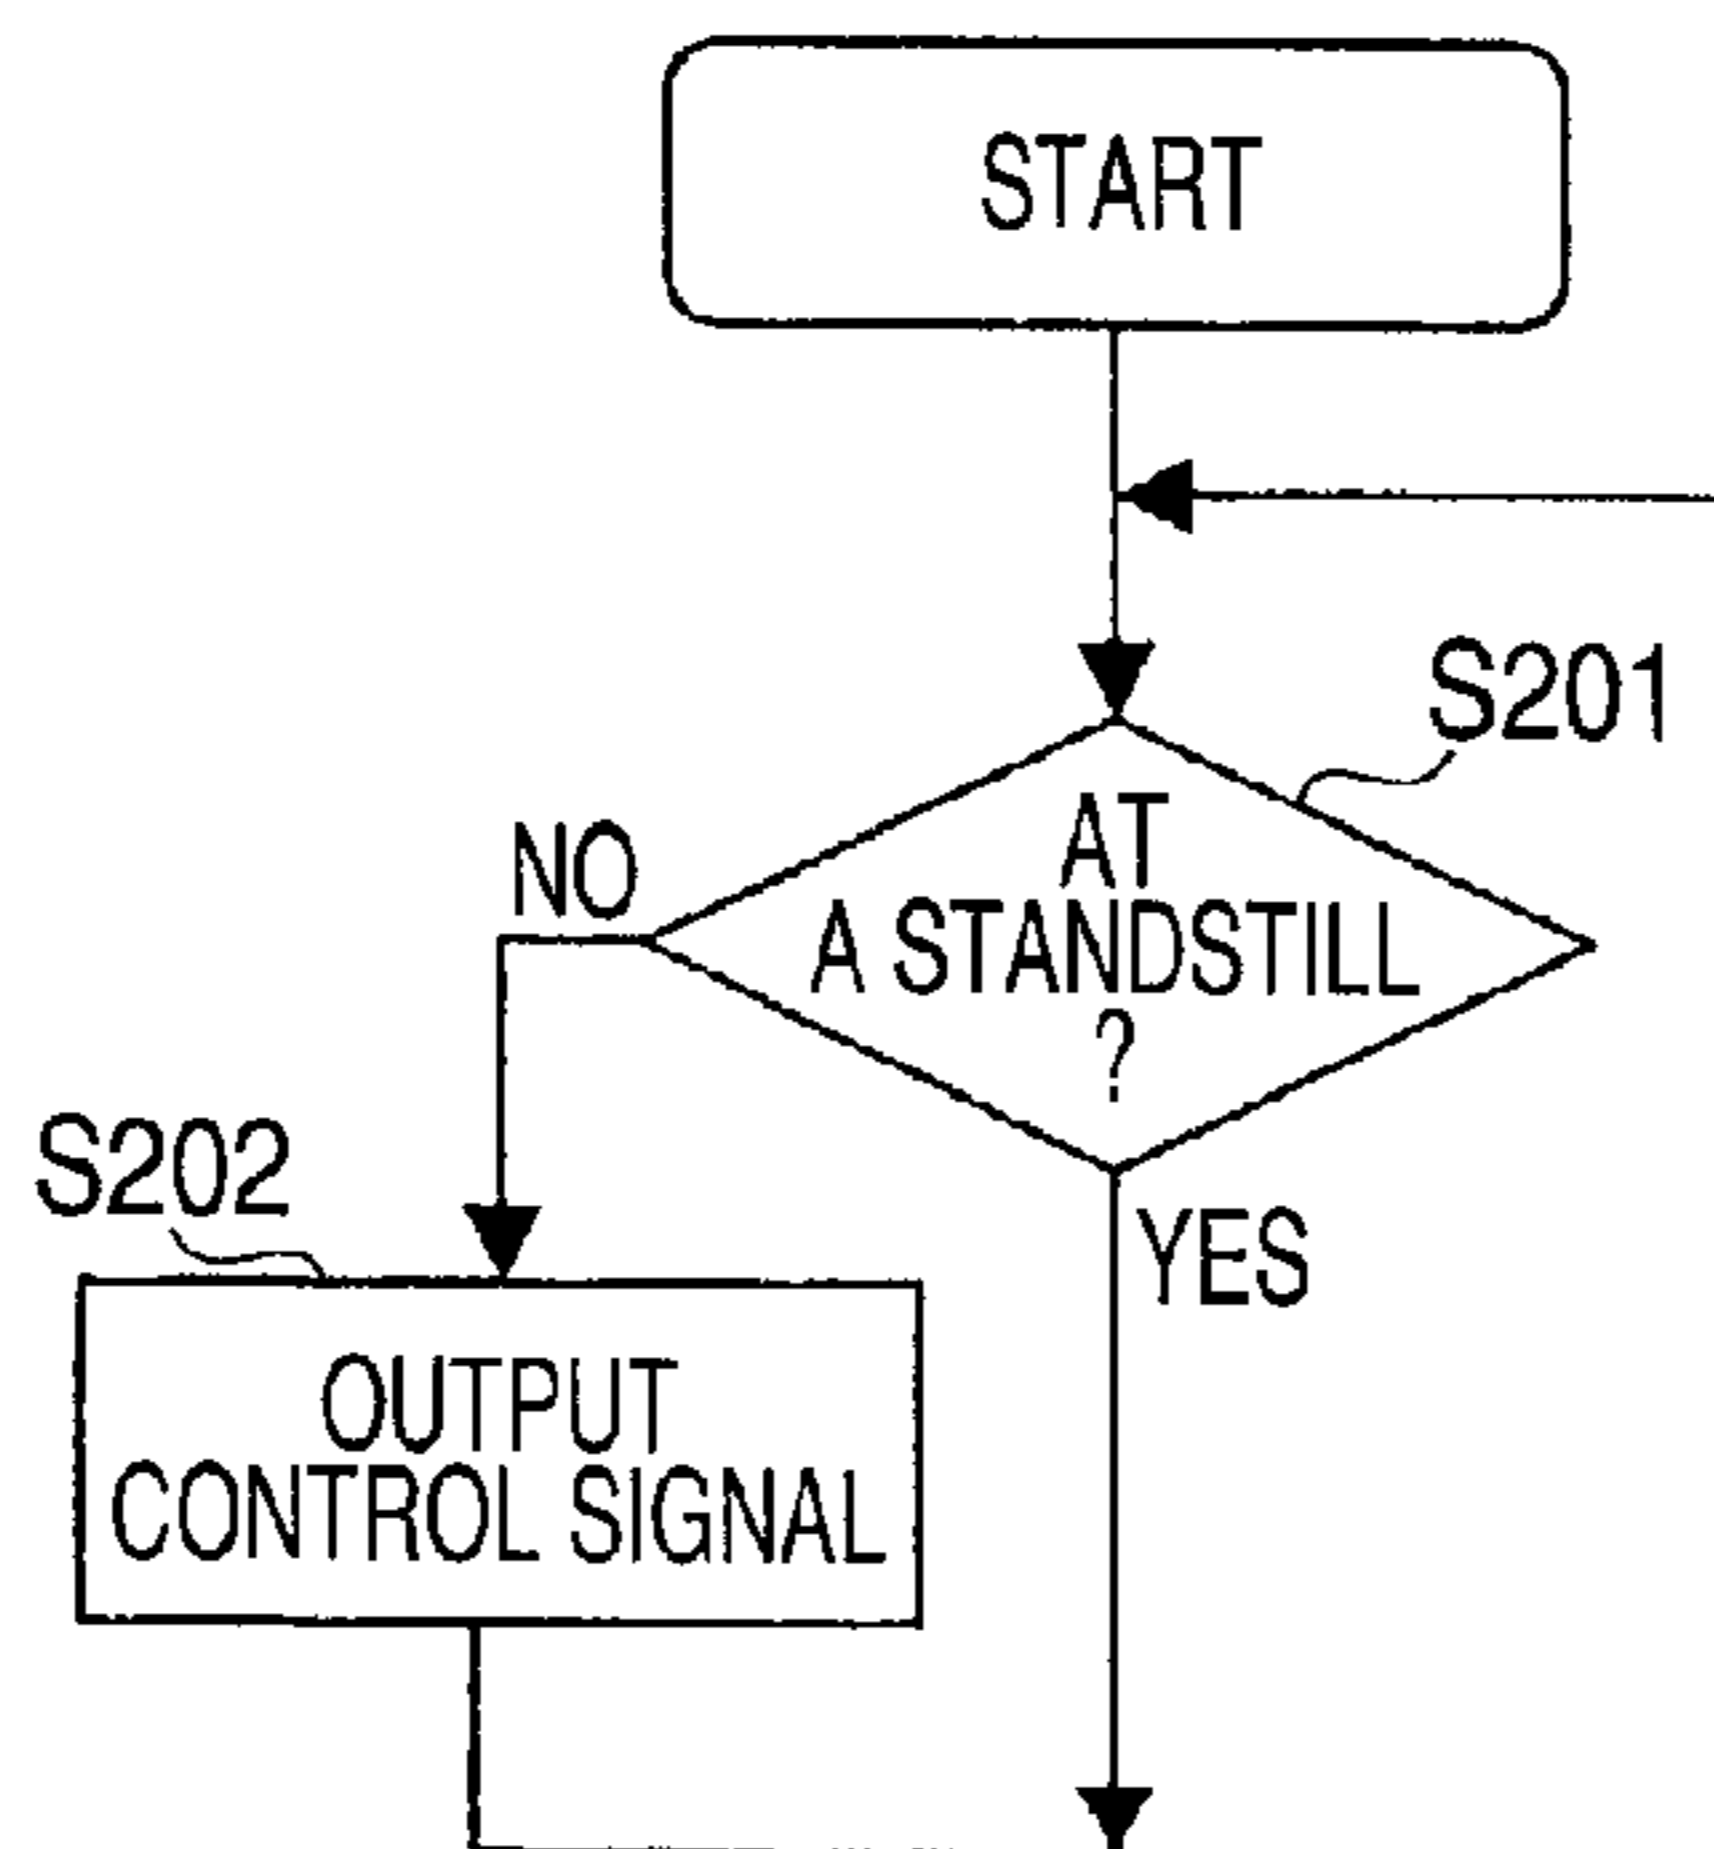 START
S201
AT
A STANDSTILL
?
NO
YES
S202
OUTPUT
CONTROL SIGNAL